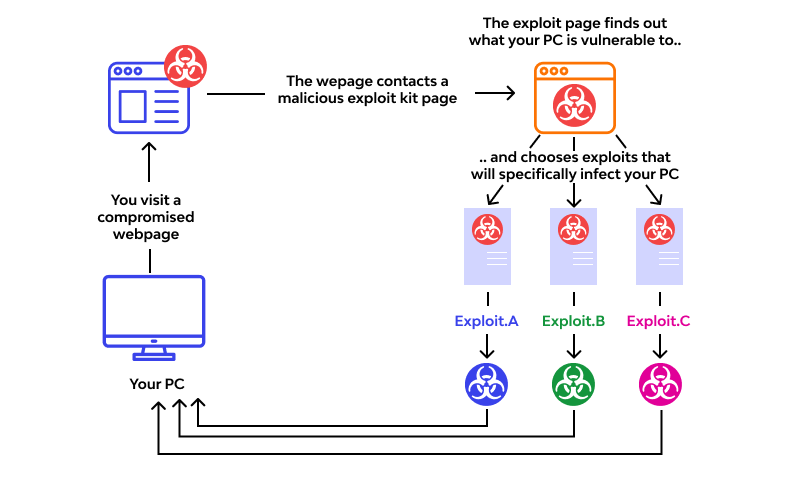 The exploit page finds out
what your PC is vulnerable to..
The wepage contacts a
malicious exploit kit page
.. and chooses exploits that
will specifically infect your PC
You visit a
compromised
webpage
Exploit.A
Exploit.B
Exploit.C
Your PC